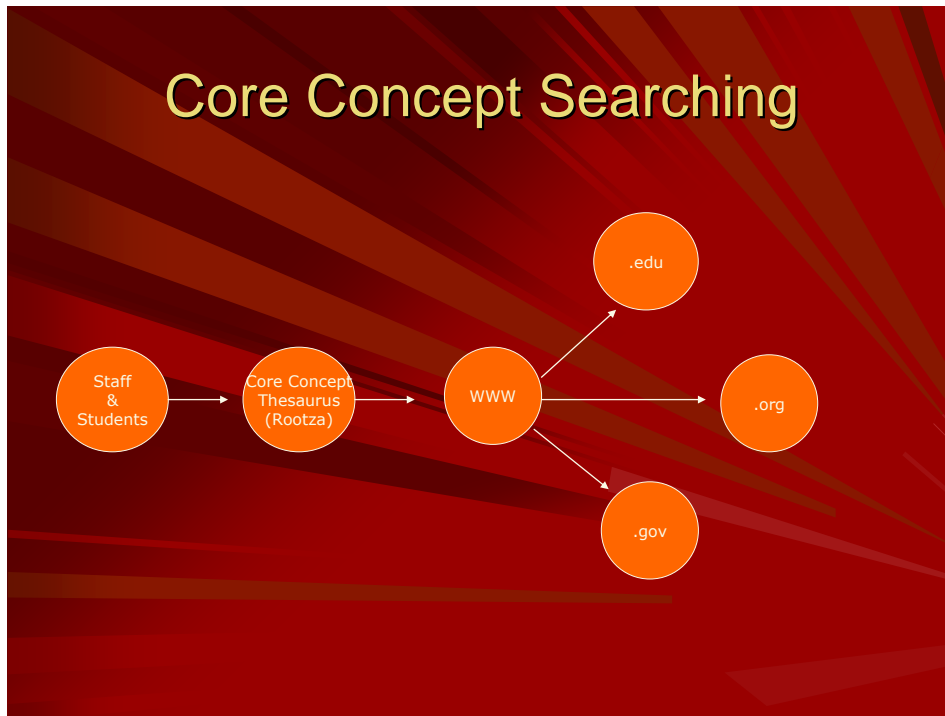 Core Concept Searching
Staff
&
Students
Core Concept
Thesaurus
(Rootza)
WWW
.edu
.org
.gov